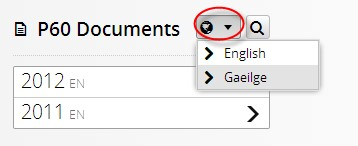 P60 Documents
English
Gaeilge
2012 EN
2011 EN